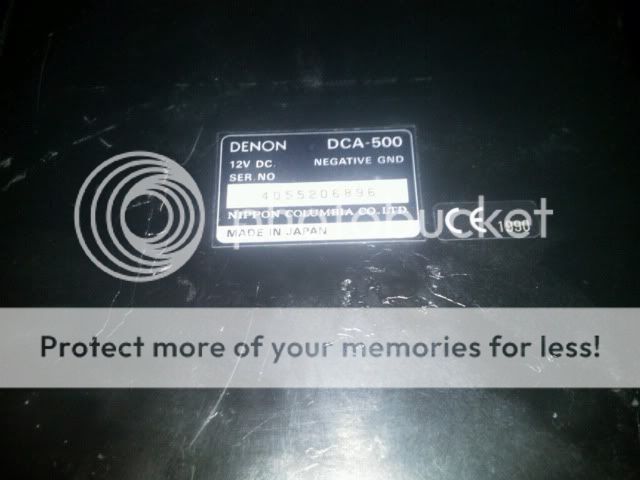 DENON DCA-500
12V DC. NEGATIVE GND
SER.NO
4055206896
NIPPON COLUMBIA CO.LTD.
MADE IN JAPAN
CE 1990
photobucket
Protect more of your memories for less!